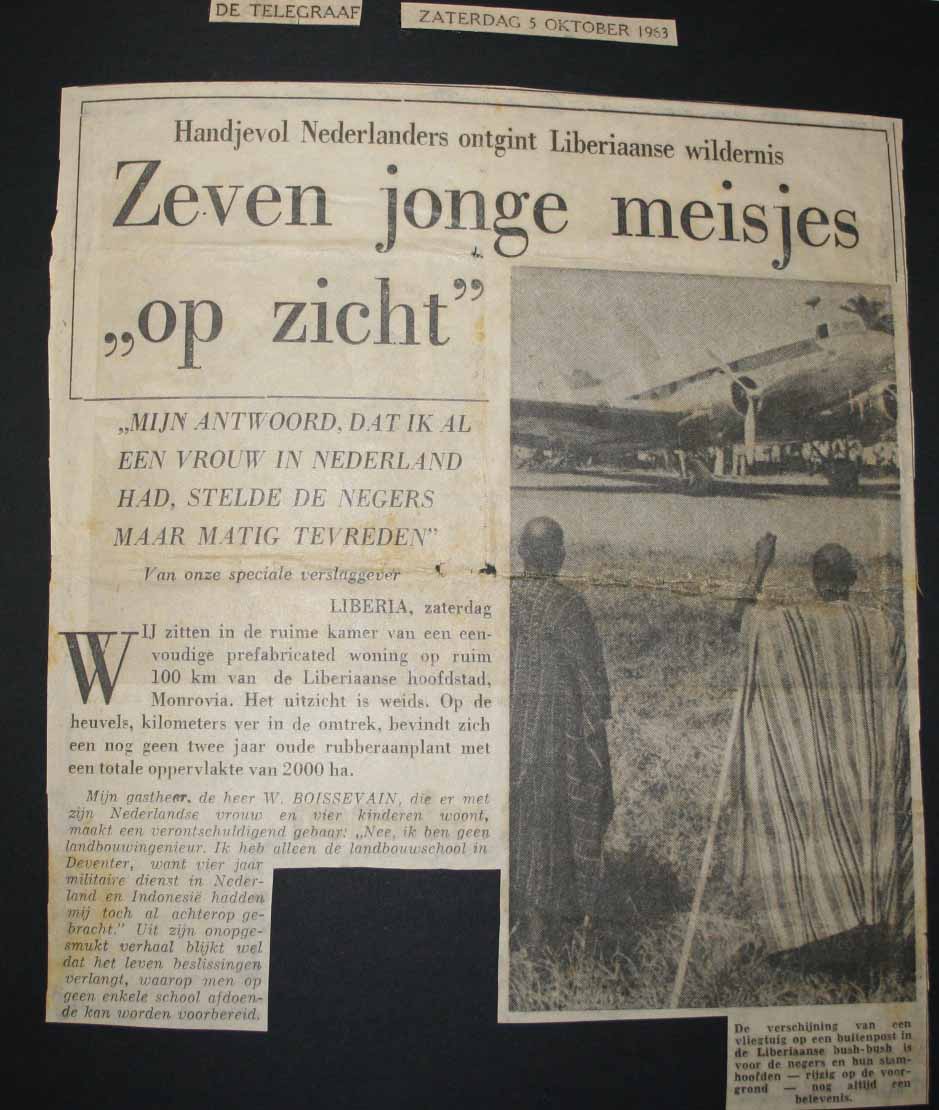 DE TELEGRAAF
ZATERDAG 5 OKTOBER 1963
Handjevol Nederlanders ontgint Liberiaanse wildernis
Zeven jonge meisjes
„op zicht”
„MIJN ANTWOORD, DAT IK AL
EEN VROUW IN NEDERLAND
HAD, STELDE DE NEGERS
MAAR MATIG TEVREDEN”
Van onze speciale verslaggever
LIBERIA, zaterdag
WIJ zitten in de ruime kamer van een een-
voudige prefabricated woning op ruim
100 km van de Liberiaanse hoofdstad,
Monrovia. Het uitzicht is weids. Op de
heuvels, kilometers ver in de omtrek, bevindt zich
een nog geen twee jaar oude rubberaanplant met
een totale oppervlakte van 2000 ha.
Mijn gastheer, de heer W. BOISSEVAIN, die er met
zijn Nederlandse vrouw en vier kinderen woont,
maakt een verontschuldigend gebaar: „Nee, ik ben geen
landbouwingenieur. Ik heb alleen de landbouwschool in
Deventer, want vier jaar
militaire dienst in Neder-
land en Indonesië hadden
mij toch al achterop ge-
bracht.” Uit zijn onopge-
smukt verhaal blijkt wel
dat het leven beslissingen
verlangt, waarop men op
geen enkele school afdoen-
de kan worden voorbereid.
De verschijning van een
vliegtuig op een buitenpost in
de Liberiaanse bush-bush is
voor de negers en hun stam-
hoofden — rijzig op de voor-
grond — nog altijd een
belevenis.